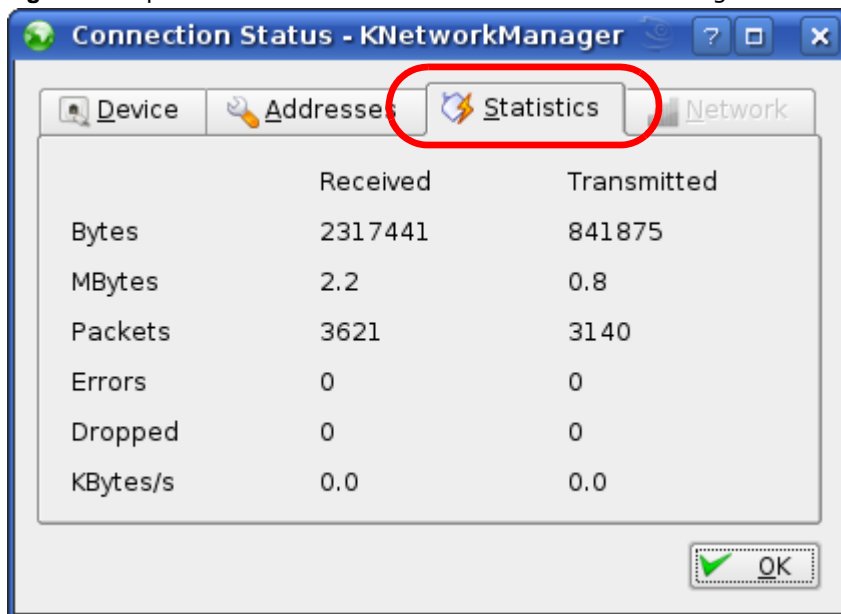 Connection Status - KNetworkManager
Device Addresses Statistics Network
Received Transmitted
Bytes 2317441 841875
MBytes 2.2 0.8
Packets 3621 3140
Errors 0 0
Dropped 0 0
KBytes/s 0.0 0.0
OK